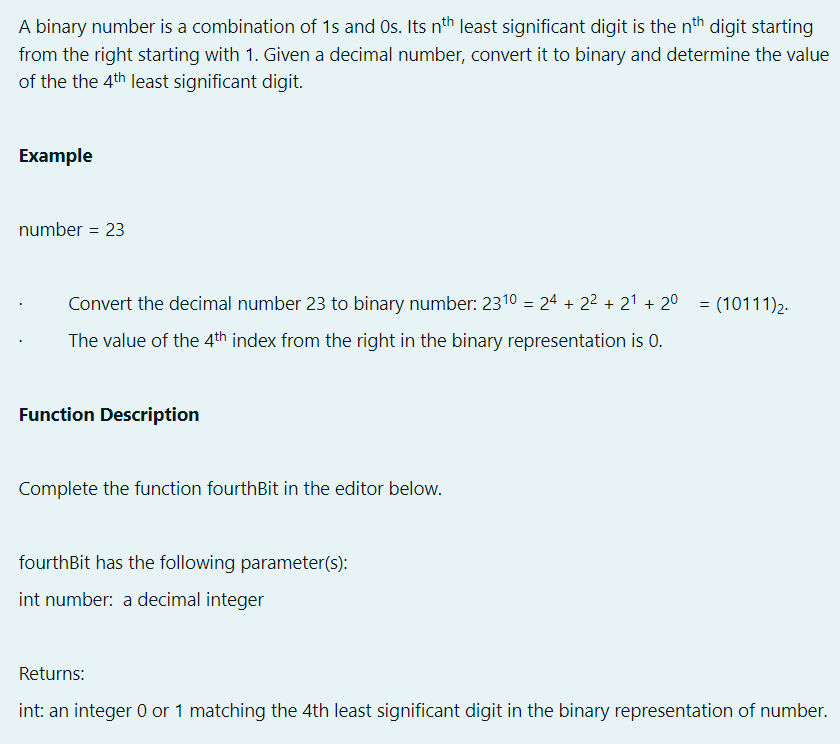 A binary number is a combination of 1s and 0s. Its nth least significant digit is the nth digit starting
from the right starting with 1. Given a decimal number, convert it to binary and determine the value
of the the 4th least significant digit.
Example
number = 23
· Convert the decimal number 23 to binary number: 23¹⁰ = 2⁴ + 2² + 2¹ + 2⁰ = (10111)₂.
· The value of the 4th index from the right in the binary representation is 0.
Function Description
Complete the function fourthBit in the editor below.
fourthBit has the following parameter(s):
int number: a decimal integer
Returns:
int: an integer 0 or 1 matching the 4th least significant digit in the binary representation of number.